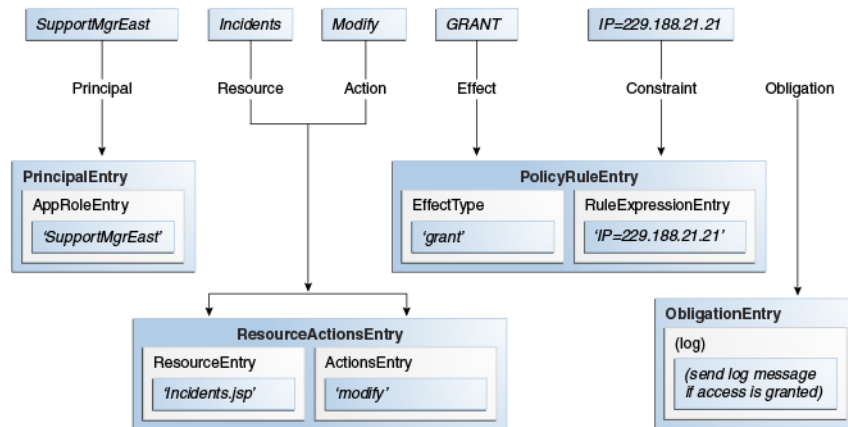 SupportMgrEast
Incidents
Modify
GRANT
IP=229.188.21.21
Principal
Resource
Action
Effect
Constraint
Obligation
PrincipalEntry
AppRoleEntry
‘SupportMgrEast’
PolicyRuleEntry
EffectType
‘grant’
RuleExpressionEntry
‘IP=229.188.21.21’
ResourceActionsEntry
ResourceEntry
‘Incidents.jsp’
ActionsEntry
‘modify’
ObligationEntry
(log)
(send log message
if access is granted)